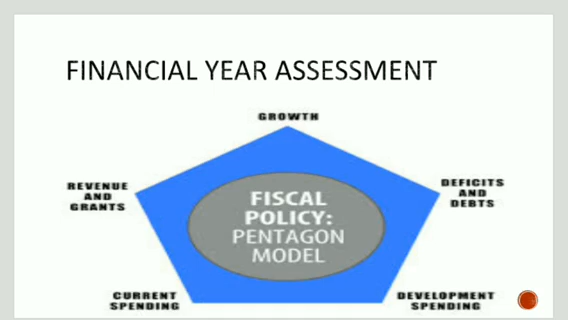 FINANCIAL YEAR ASSESSMENT
GROWTH
REVENUE
AND
GRANTS
DEFICITS
AND
DEBTS
FISCAL
POLICY:
PENTAGON
MODEL
CURRENT
SPENDING
DEVELOPMENT
SPENDING